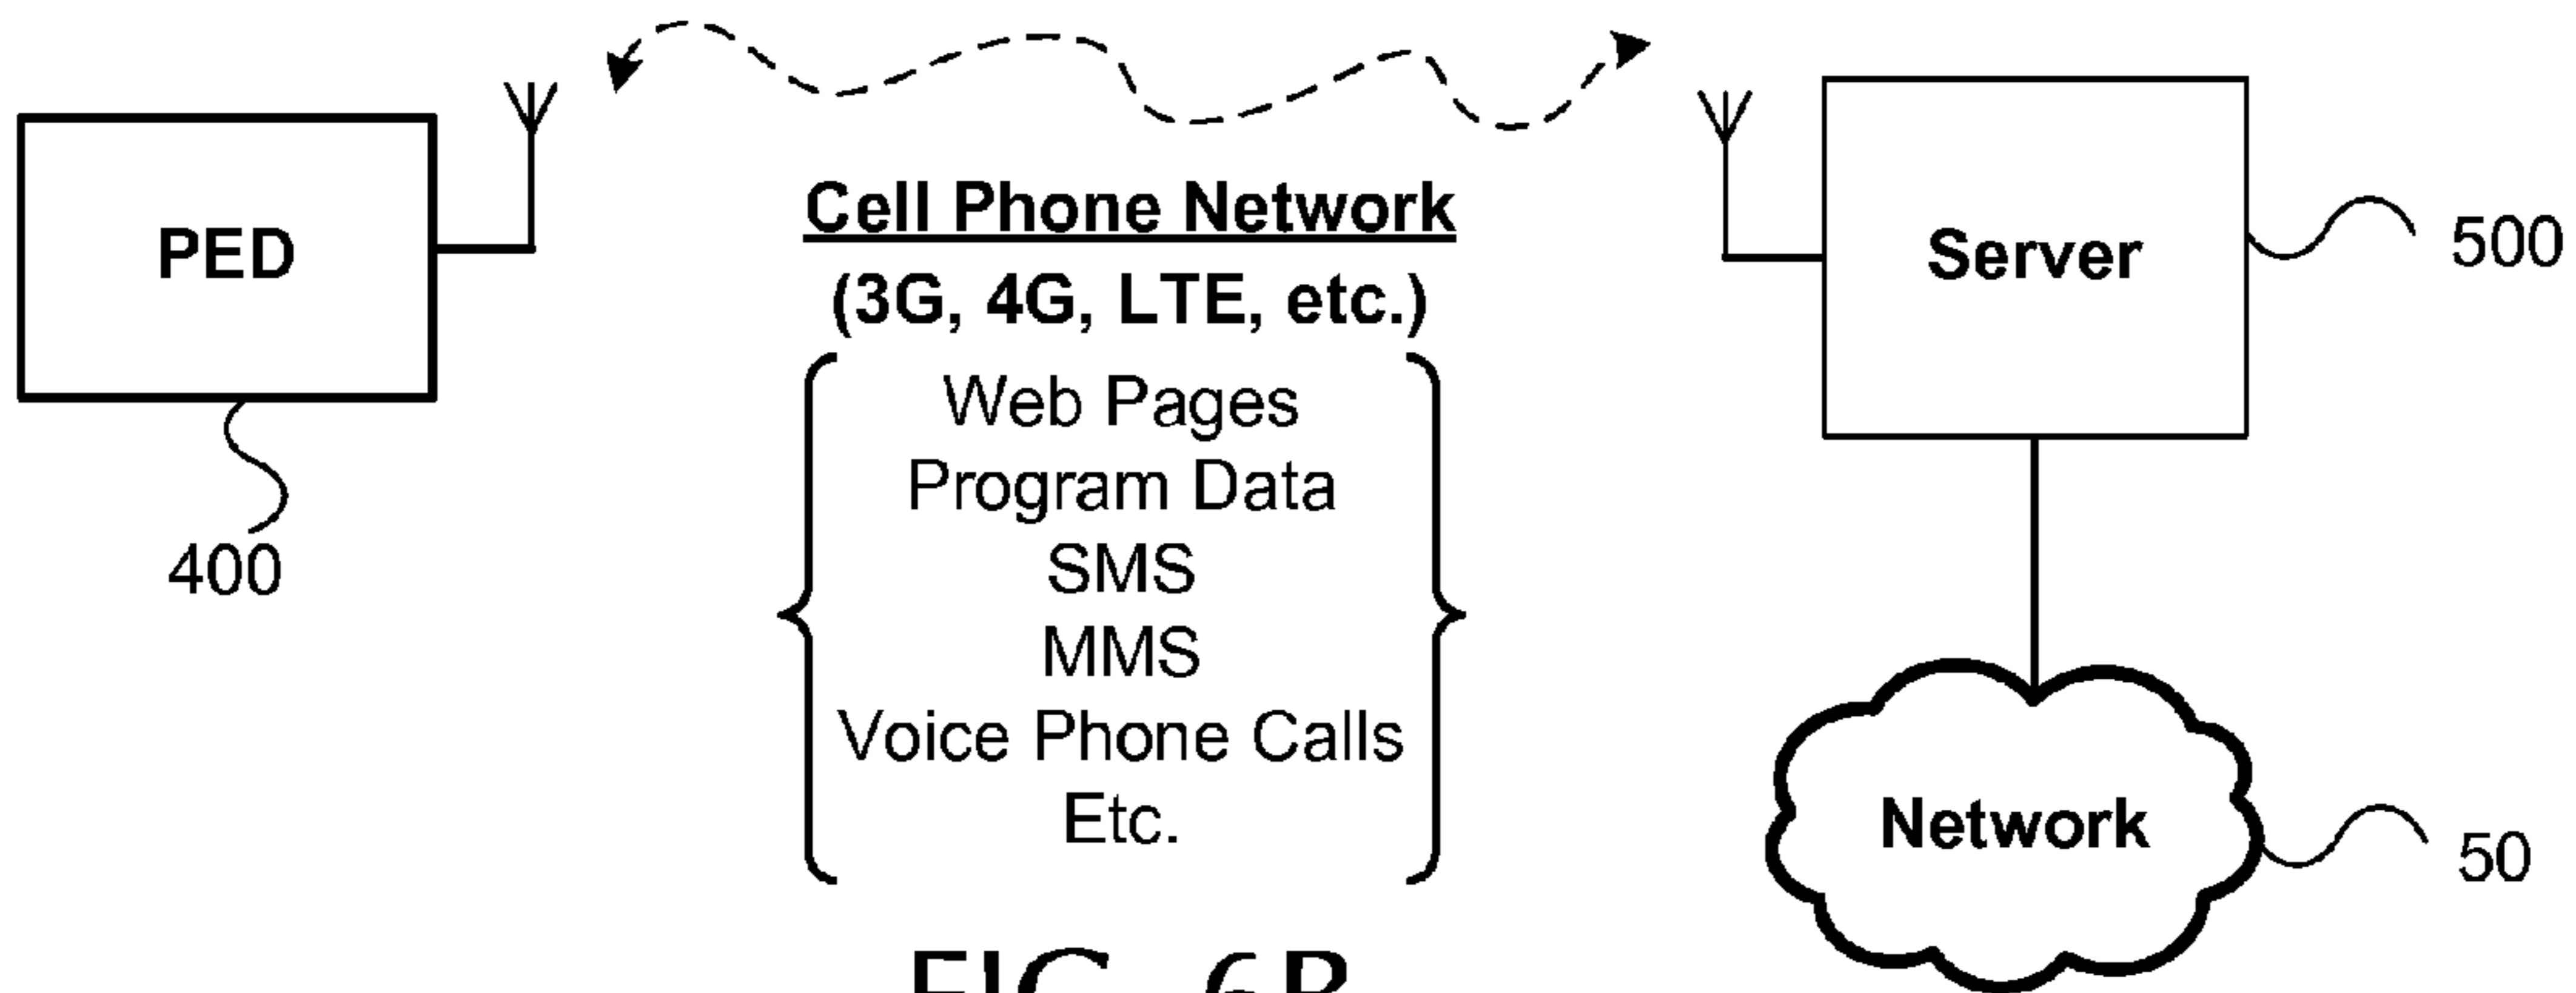 PED
400
Cell Phone Network
(3G, 4G, LTE, etc.)
Web Pages
Program Data
SMS
MMS
Voice Phone Calls
Etc.
Server
500
Network
50